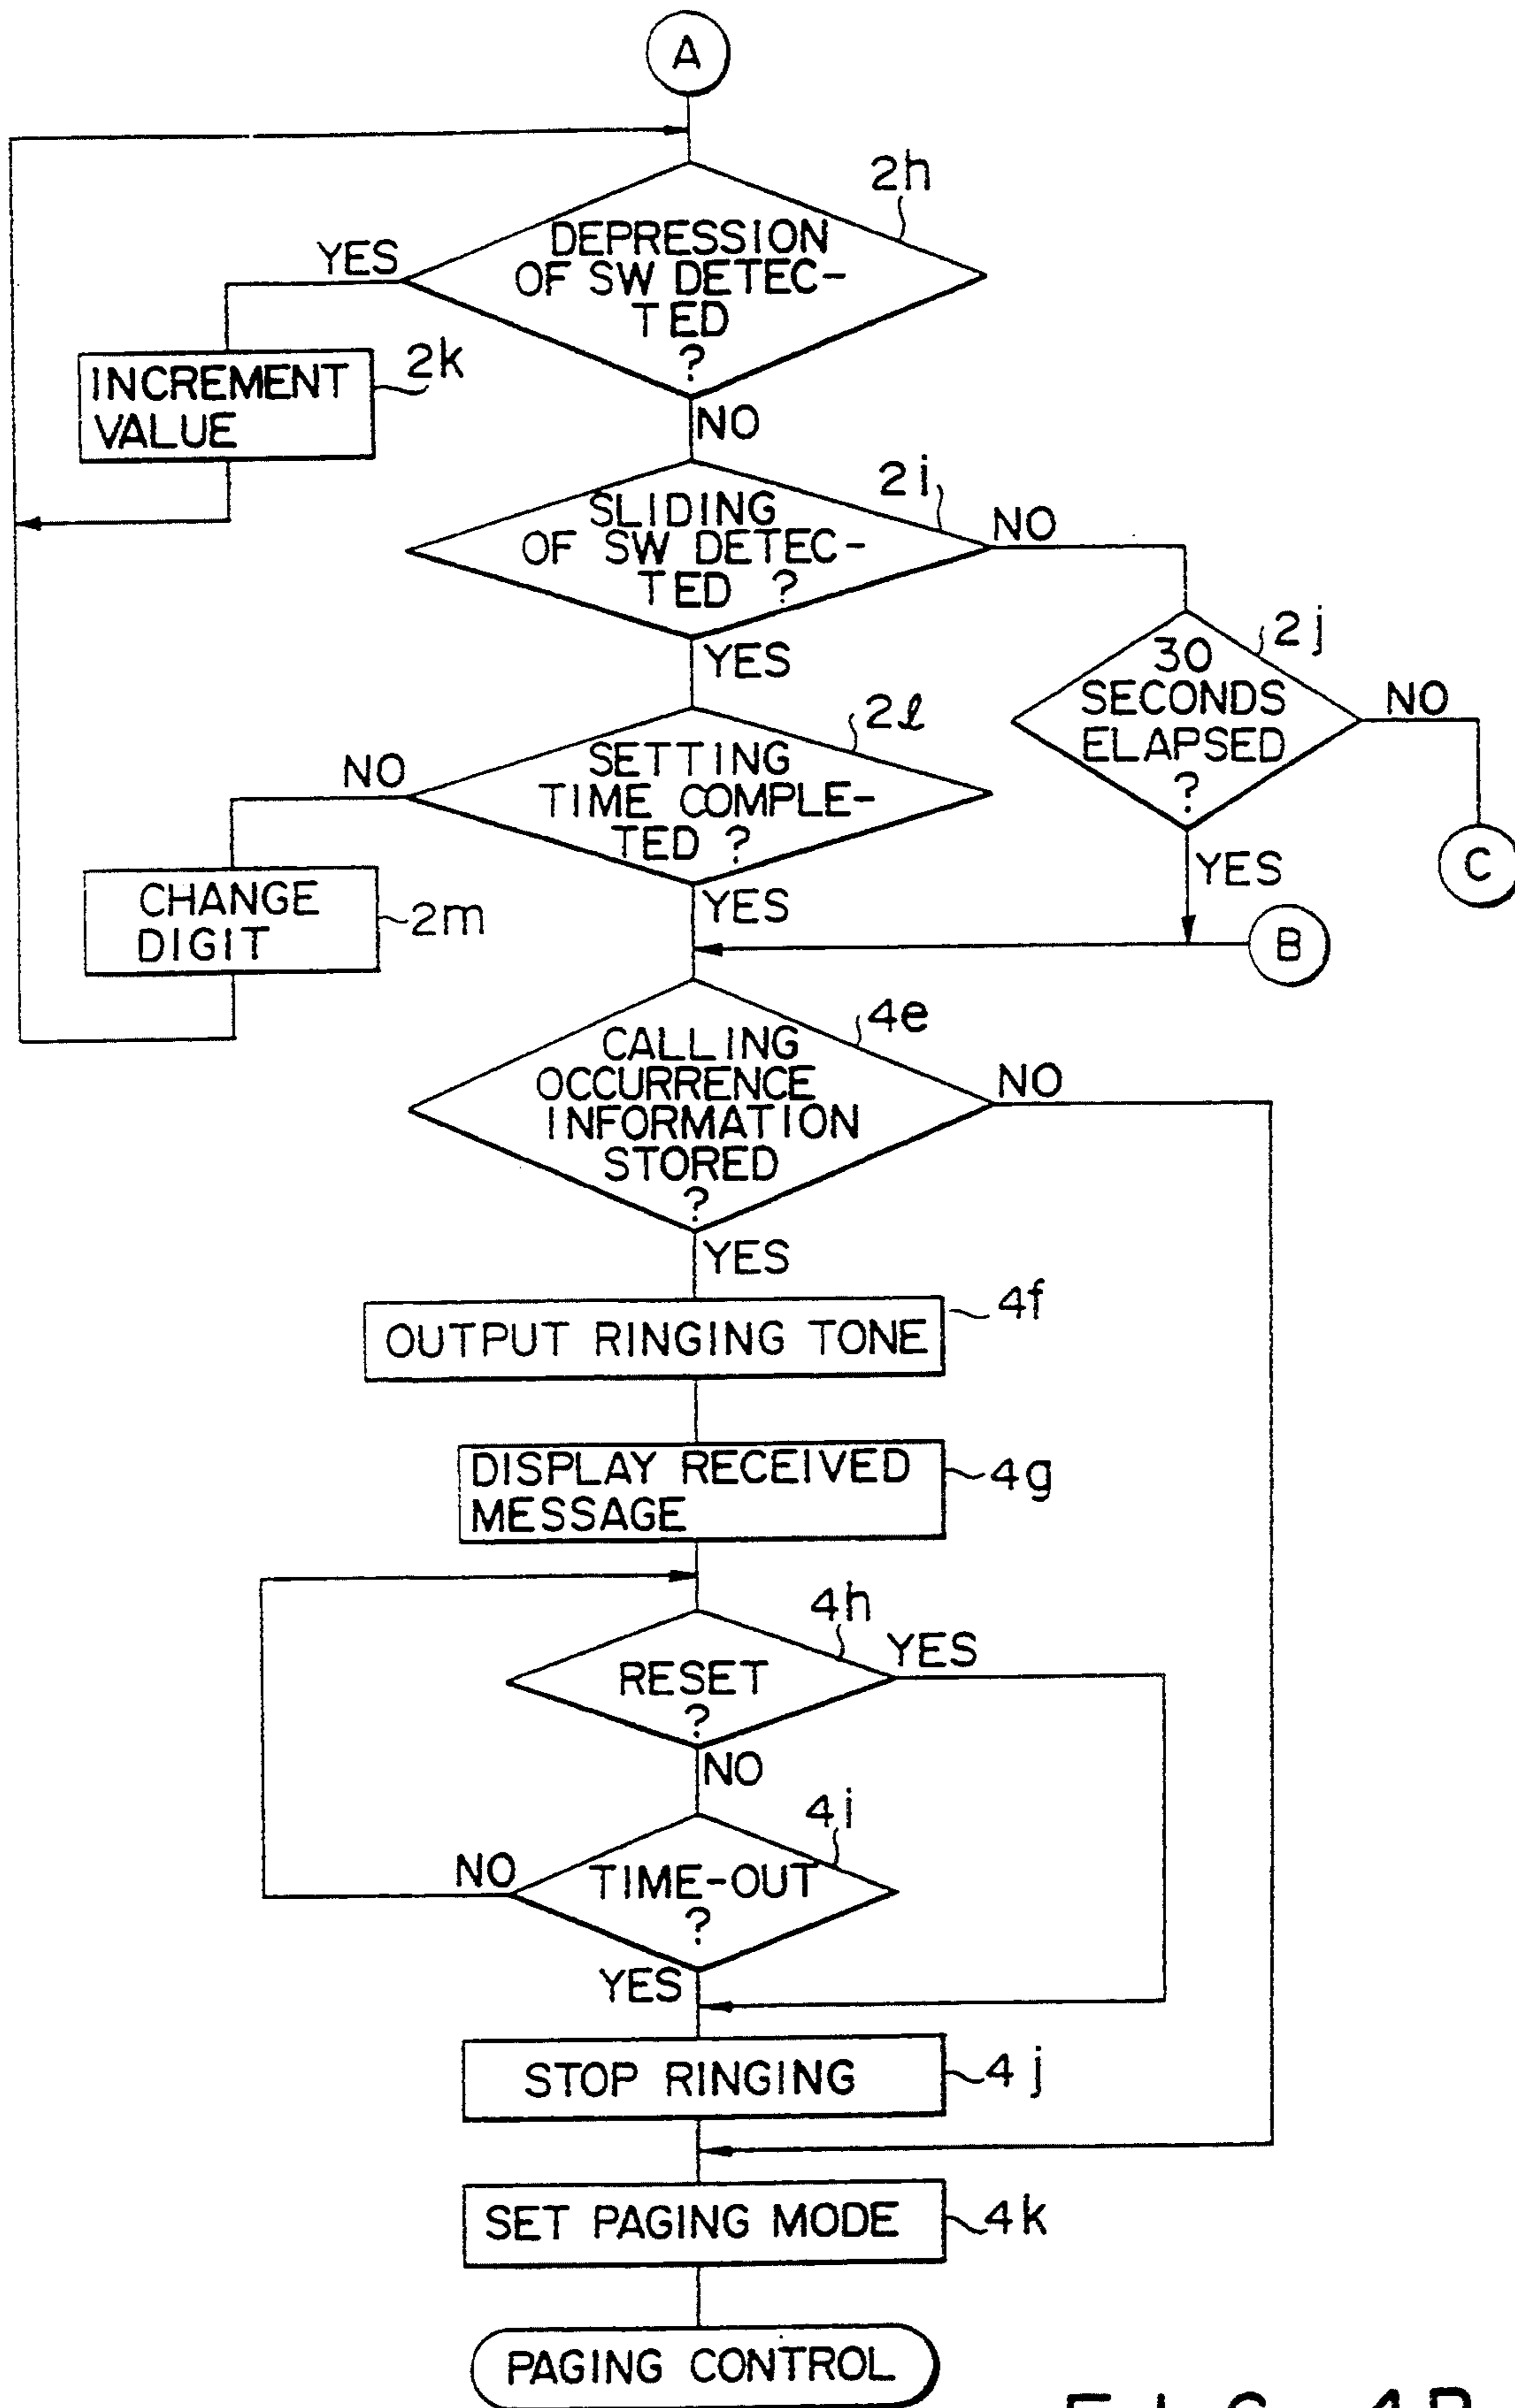 A
2h
DEPRESSION
OF SW DETEC-
TED
?
YES
2k
INCREMENT
VALUE
NO
2i
SLIDING
OF SW DETEC-
TED ?
NO
2j
30
SECONDS
ELAPSED
?
NO
YES
2ℓ
SETTING
TIME COMPLE-
TED ?
NO
C
YES
CHANGE
DIGIT
2m
YES
B
4e
CALLING
OCCURRENCE
INFORMATION
STORED
?
NO
YES
4f
OUTPUT RINGING TONE
4g
DISPLAY RECEIVED
MESSAGE
4h
RESET
?
YES
NO
4i
TIME-OUT
?
NO
YES
STOP RINGING
4j
SET PAGING MODE
4k
PAGING CONTROL
FIG. 4B